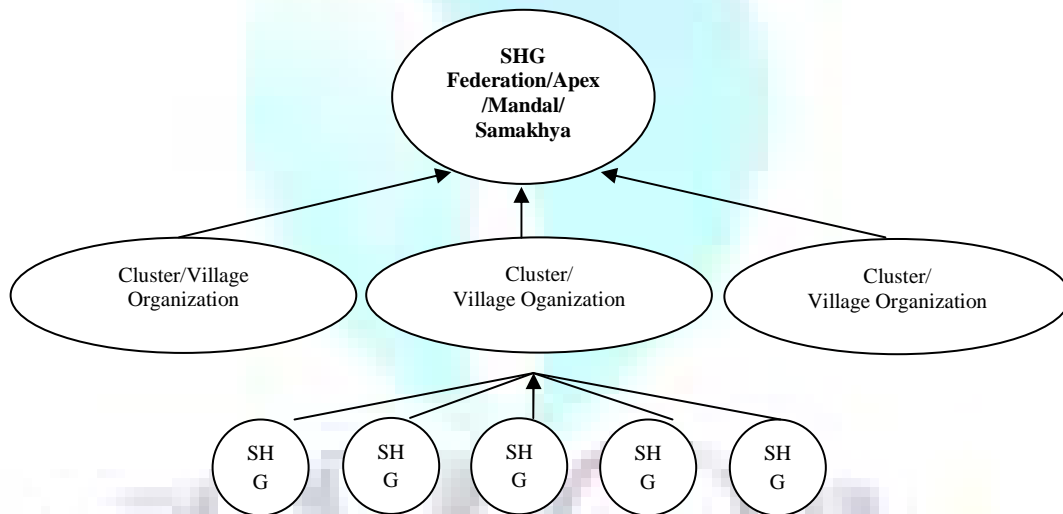 SHG
Federation/Apex
/Mandal/
Samakhya
Cluster/Village
Organization
Cluster/
Village Oganization
Cluster/
Village Organization
SH
G
SH
G
SH
G
SH
G
SH
G